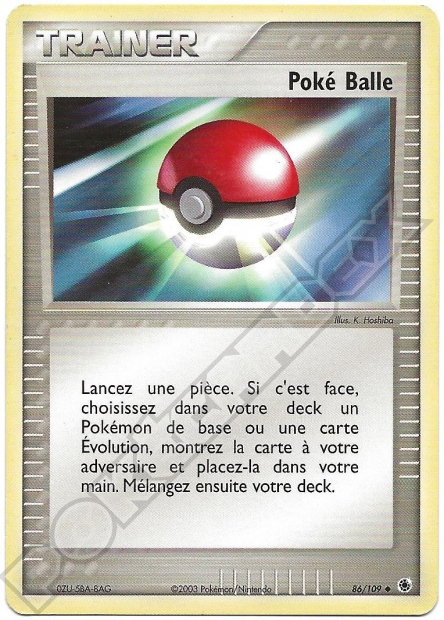 TRAINER
Poké Balle
Illus. K. Hoshiba
Lancez une pièce. Si c'est face,
choisissez dans votre deck un
Pokémon de base ou une carte
Évolution, montrez la carte à votre
adversaire et placez-la dans votre
main. Mélangez ensuite votre deck.
OZU-5BA-BAG
©2003 Pokémon/Nintendo
86/109